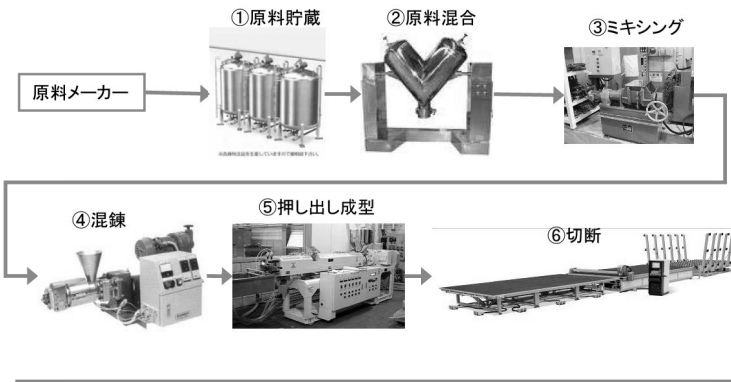 ①原料貯蔵
②原料混合
③ミキシング
原料メーカー
④混錬
⑤押し出し成型
⑥切断